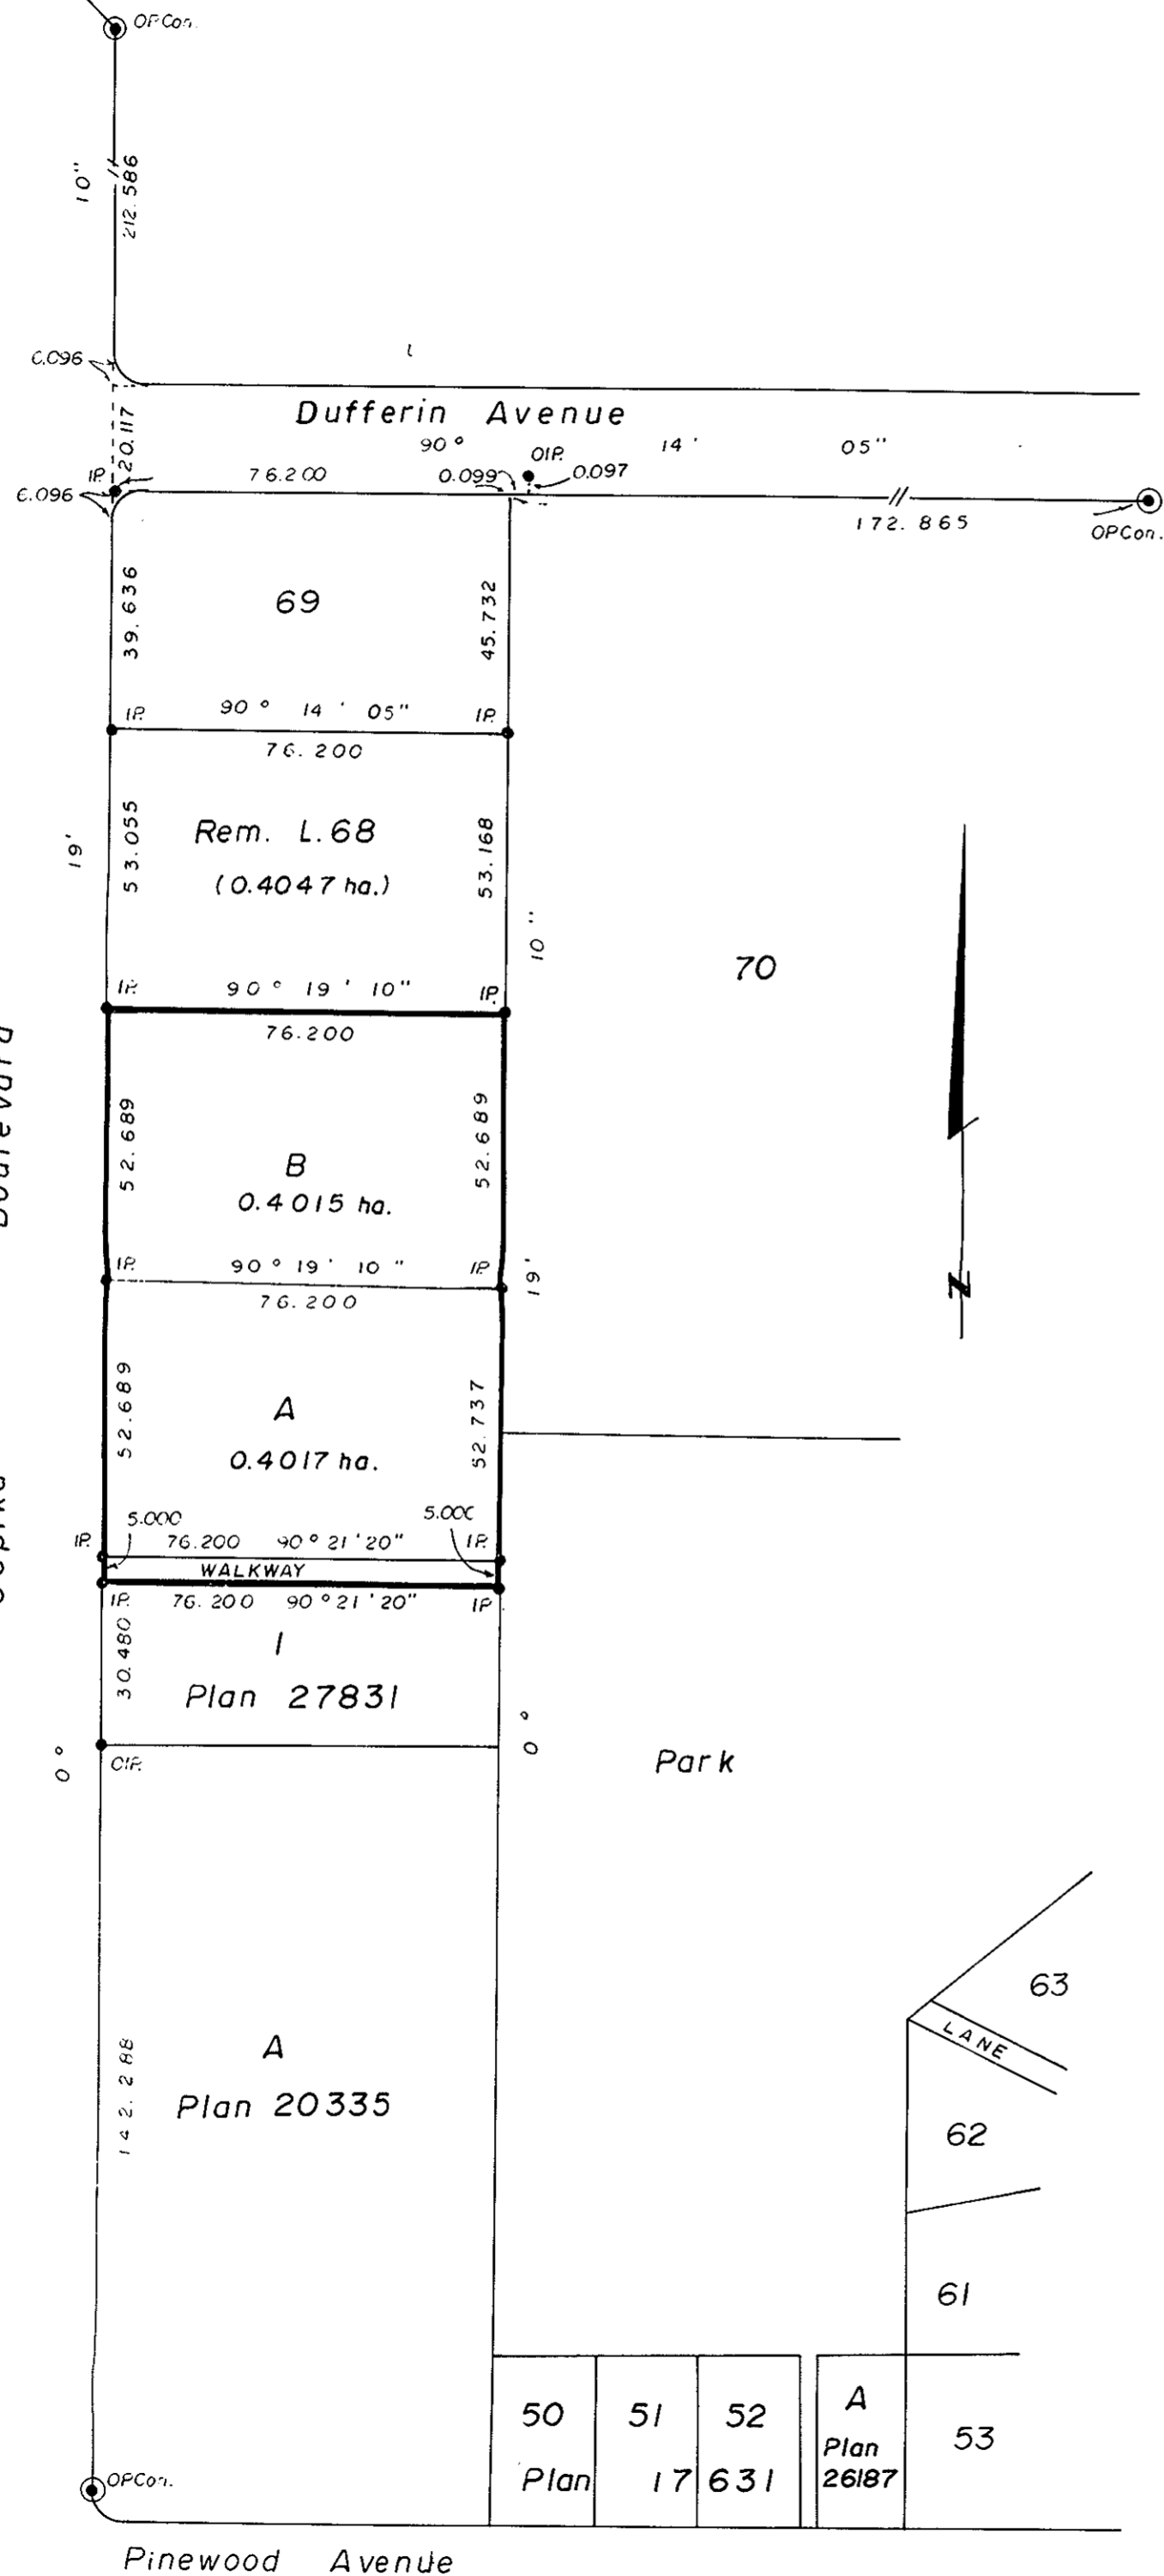 OPCon.
10"
212.586
6.096
20.117
Dufferin Avenue
90° 14' 05"
OIP.
IP. 76.200 0.099 0.097
6.096
172.865
OPCon.
39.636
69
45.732
IP. 90° 14' 05" IP.
76.200
19'
53.055
Rem. L.68
(0.4047 ha.)
53.168
10"
70
IP. 90° 19' 10" IP.
76.200
Boulevard
52.689
B
0.4015 ha.
52.689
IP. 90° 19' 10" IP.
76.200
19'
N
52.689
A
0.4017 ha.
52.737
5.000 5.000
IP. 76.200 90° 21' 20" IP.
WALKWAY
IP. 76.200 90° 21' 20" IP.
30.480
1
Plan 27831
0°
0°
OIP.
Park
142.288
A
Plan 20335
63
LANE
62
61
50 51 52
Plan 17631
A
Plan
26187
53
OPCon.
Pinewood Avenue